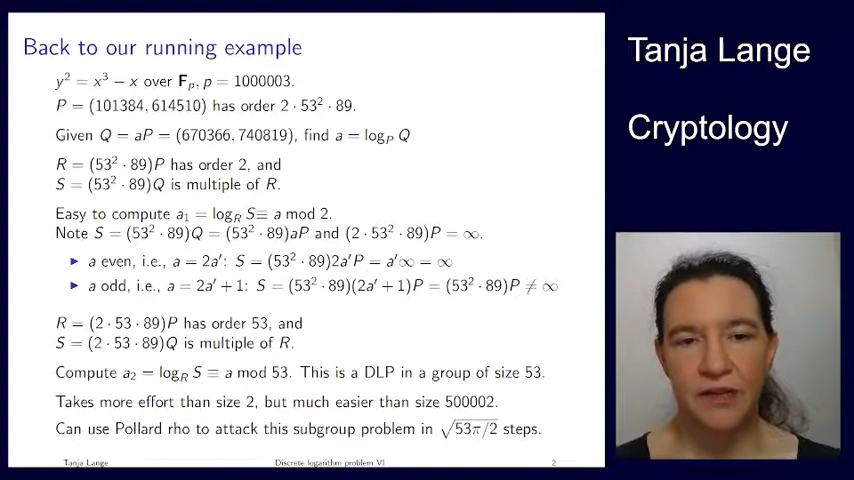 Back to our running example
y² = x³ − x over F_p, p = 1000003.
P = (101384, 614510) has order 2 · 53² · 89.
Given Q = aP = (670366, 740819), find a = log_P Q
R = (53² · 89)P has order 2, and
S = (53² · 89)Q is multiple of R.
Easy to compute a₁ = log_R S ≡ a mod 2.
Note S = (53² · 89)Q = (53² · 89)aP and (2 · 53² · 89)P = ∞.
▶ a even, i.e., a = 2a′: S = (53² · 89)2a′P = a′∞ = ∞
▶ a odd, i.e., a = 2a′ + 1: S = (53² · 89)(2a′ + 1)P = (53² · 89)P ≠ ∞
R = (2 · 53 · 89)P has order 53, and
S = (2 · 53 · 89)Q is multiple of R.
Compute a₂ = log_R S ≡ a mod 53. This is a DLP in a group of size 53.
Takes more effort than size 2, but much easier than size 500002.
Can use Pollard rho to attack this subgroup problem in √(53π/2) steps.
Tanja Lange Discrete logarithm problem VI 2
Tanja Lange
Cryptology